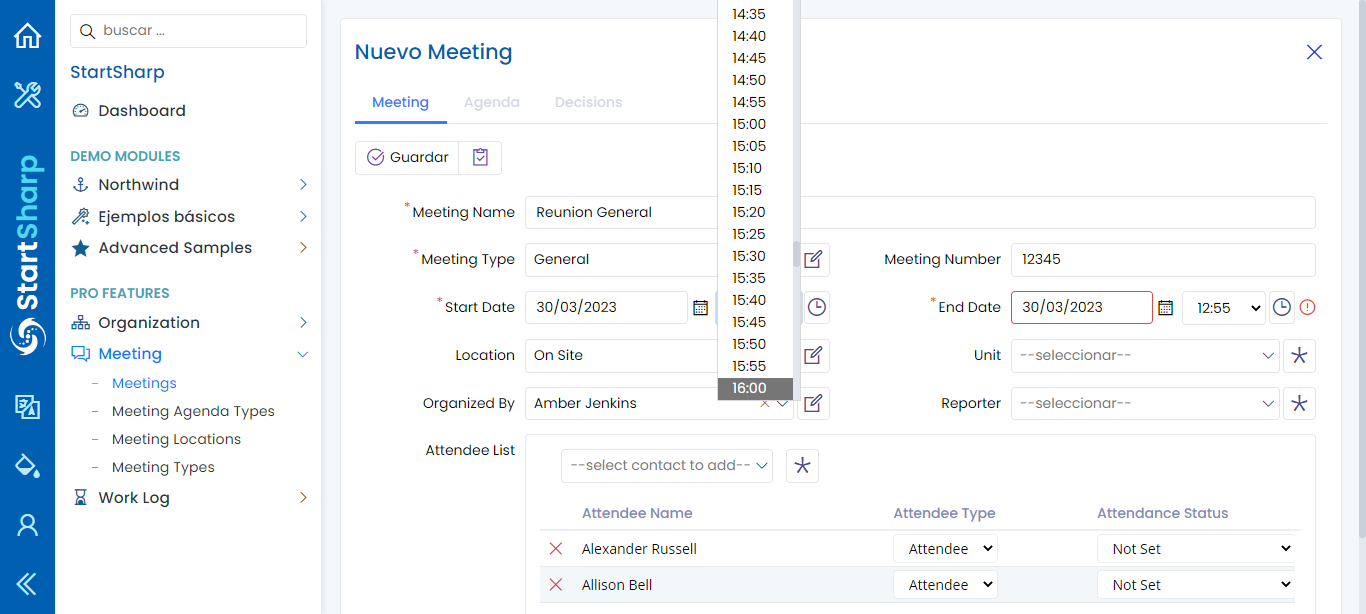 buscar ...
StartSharp
Dashboard
DEMO MODULES
Northwind
Ejemplos básicos
Advanced Samples
PRO FEATURES
Organization
Meeting
Meetings
Meeting Agenda Types
Meeting Locations
Meeting Types
Work Log
StartSharp
Nuevo Meeting
Meeting Agenda Decisions
Guardar
*Meeting Name Reunion General
*Meeting Type General
Meeting Number 12345
*Start Date 30/03/2023
*End Date 30/03/2023 12:55
Location On Site
Unit --seleccionar--
Organized By Amber Jenkins
Reporter --seleccionar--
Attendee List
--select contact to add--
Attendee Name Attendee Type Attendance Status
Alexander Russell Attendee Not Set
Allison Bell Attendee Not Set
14:35
14:40
14:45
14:50
14:55
15:00
15:05
15:10
15:15
15:20
15:25
15:30
15:35
15:40
15:45
15:50
15:55
16:00